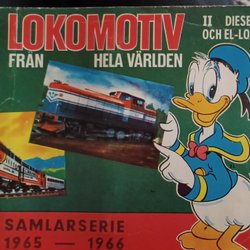 LOKOMOTIV
FRÅN HELA VÄRLDEN
II DIESE
OCH EL-LO
SAMLARSERIE
1965 — 1966